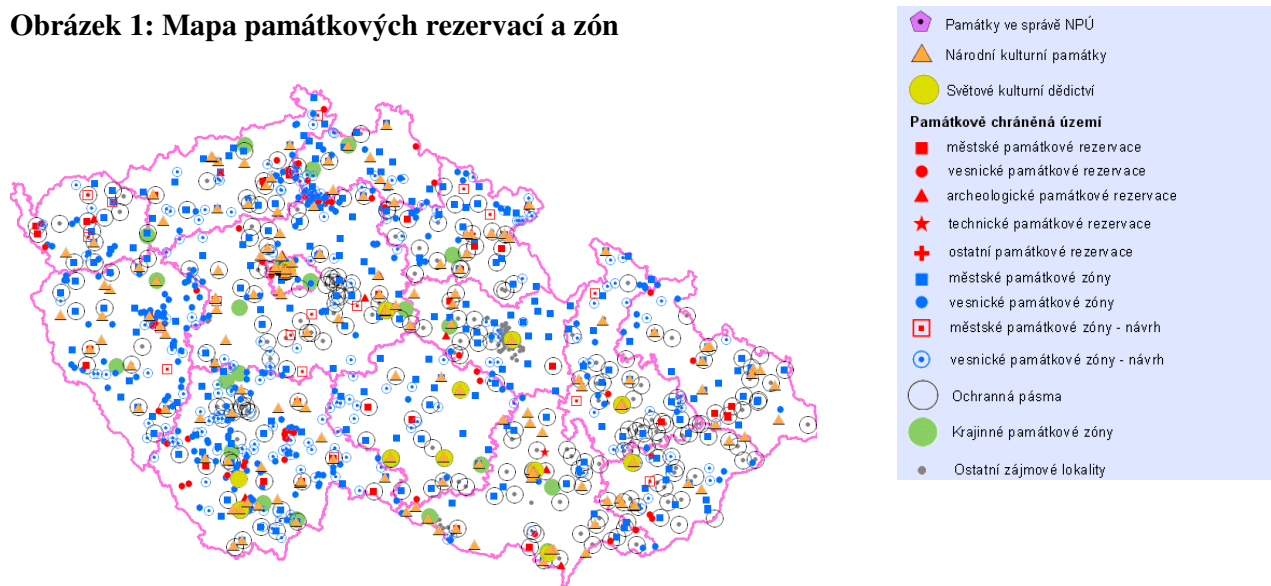 Obrázek 1: Mapa památkových rezervací a zón
Památky ve správě NPÚ
Národní kulturní památky
Světové kulturní dědictví
Památkově chráněná území
městské památkové rezervace
vesnické památkové rezervace
archeologické památkové rezervace
technické památkové rezervace
ostatní památkové rezervace
městské památkové zóny
vesnické památkové zóny
městské památkové zóny - návrh
vesnické památkové zóny - návrh
Ochranná pásma
Krajinné památkové zóny
Ostatní zájmové lokality